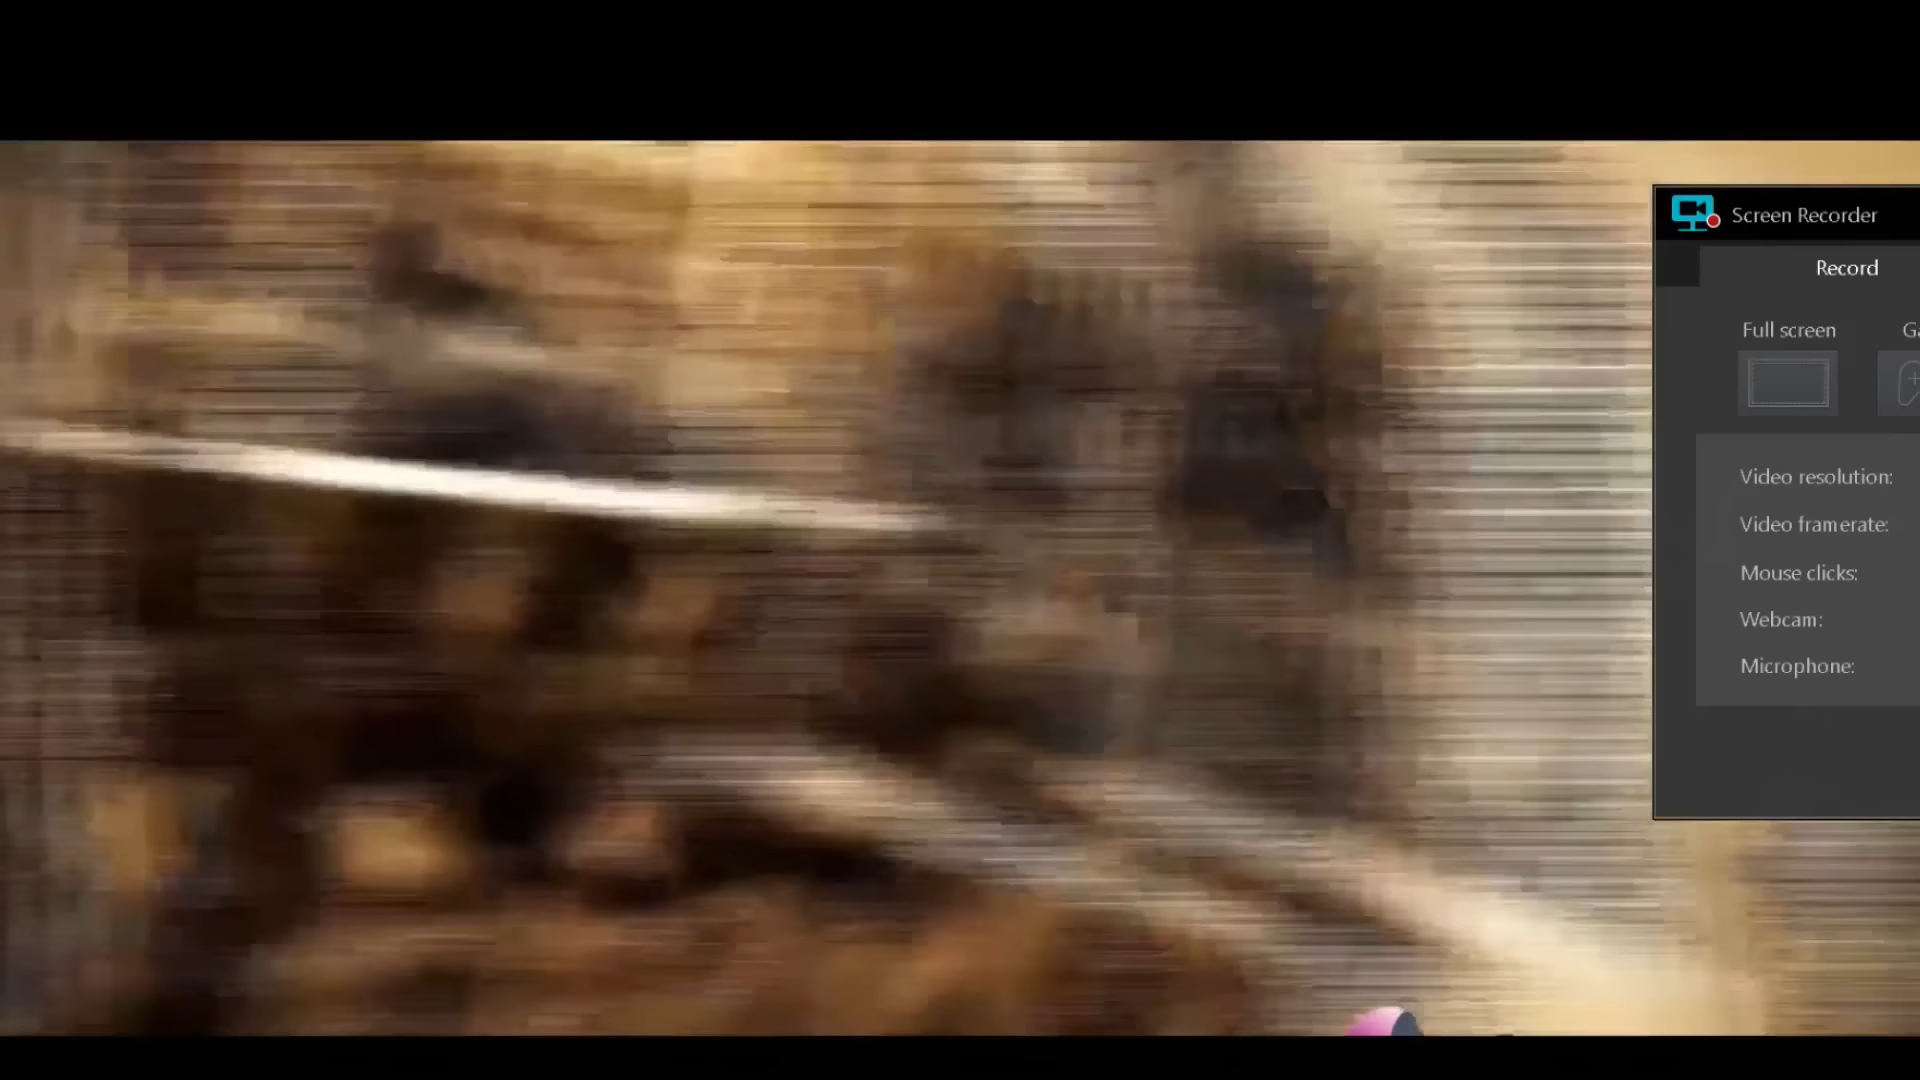 Screen Recorder
Record
Full screen
Video resolution:
Video framerate:
Mouse clicks:
Webcam:
Microphone: